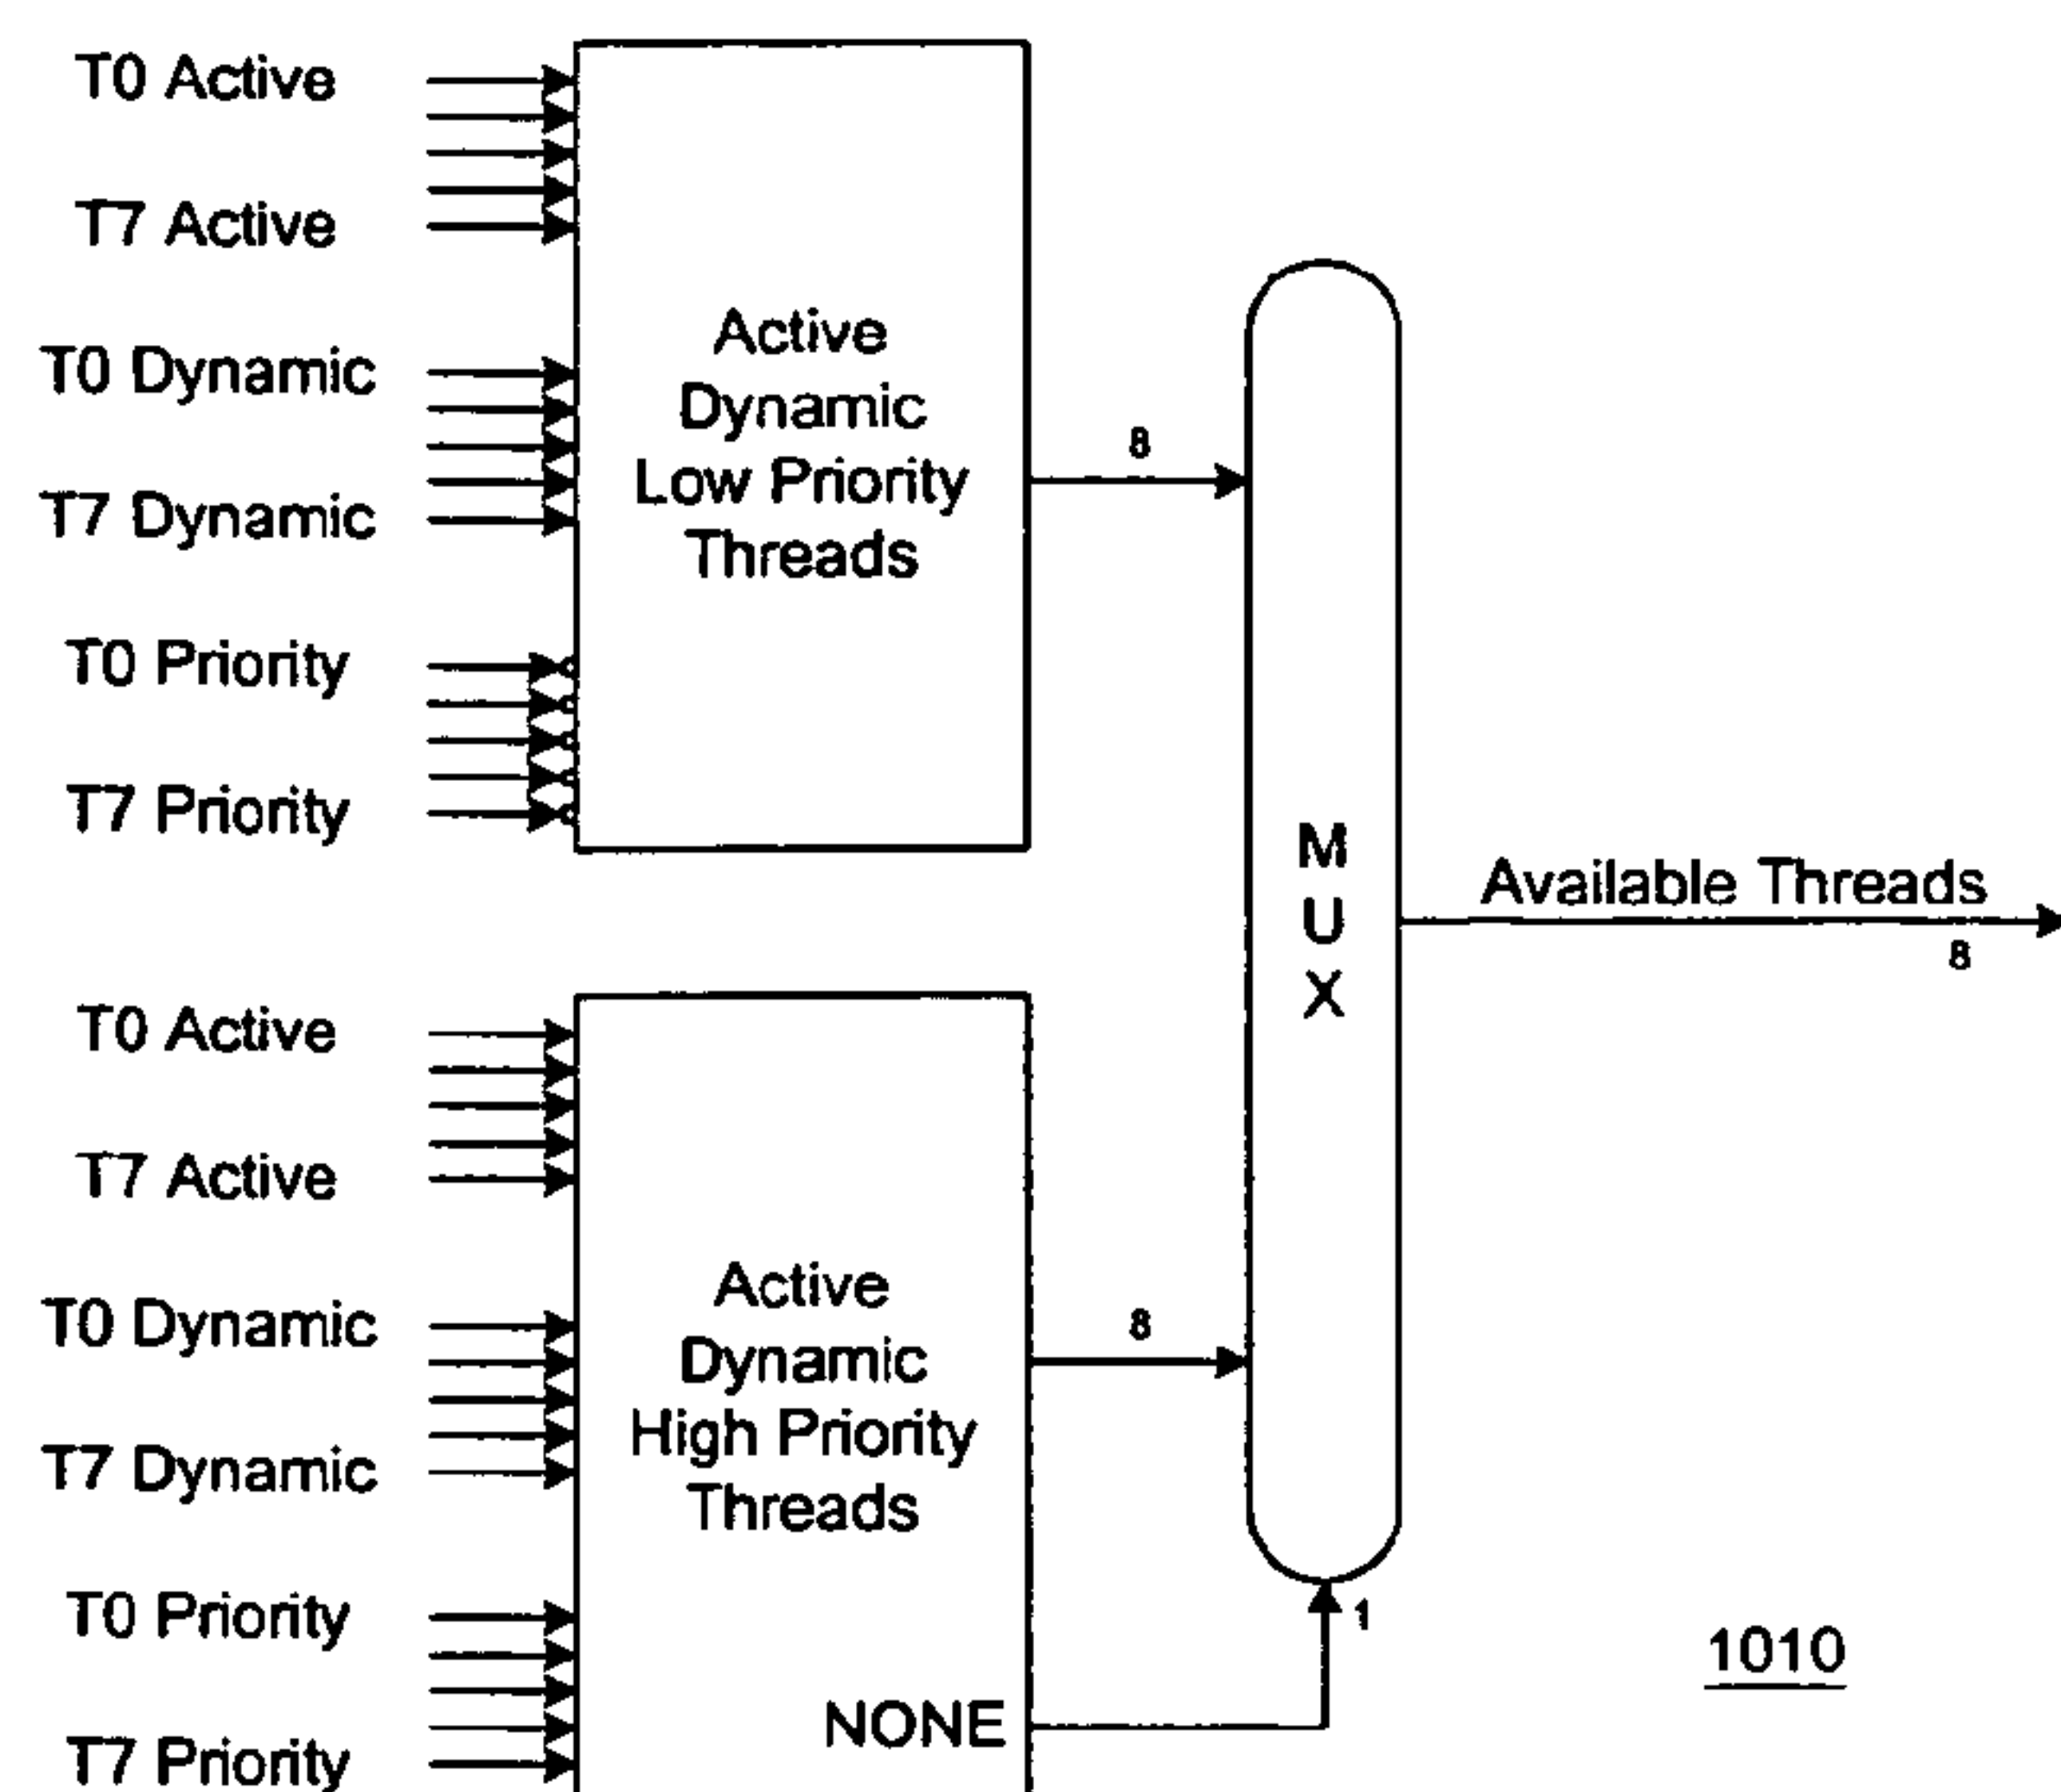 T0 Active
T7 Active
T0 Dynamic
T7 Dynamic
T0 Priority
T7 Priority
Active
Dynamic
Low Priority
Threads
8
T0 Active
T7 Active
T0 Dynamic
T7 Dynamic
T0 Priority
T7 Priority
Active
Dynamic
High Priority
Threads
NONE
8
1
M
U
X
Available Threads
8
1010